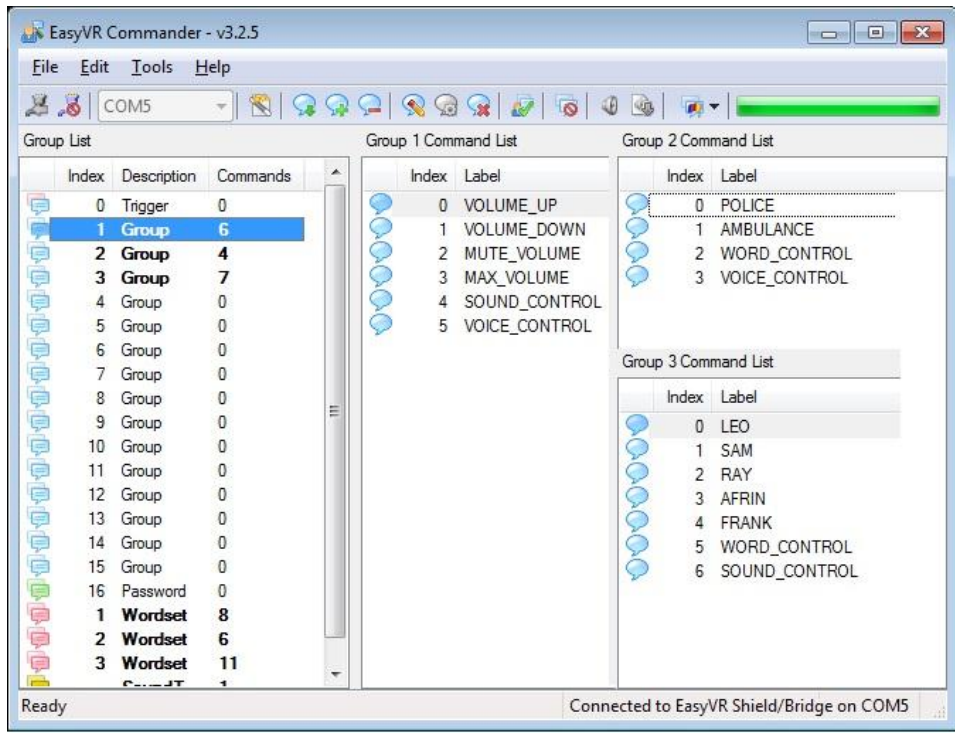 EasyVR Commander - v3.2.5
File Edit Tools Help
COM5
Group List
Index Description Commands
0 Trigger 0
1 Group 6
2 Group 4
3 Group 7
4 Group 0
5 Group 0
6 Group 0
7 Group 0
8 Group 0
9 Group 0
10 Group 0
11 Group 0
12 Group 0
13 Group 0
14 Group 0
15 Group 0
16 Password 0
1 Wordset 8
2 Wordset 6
3 Wordset 11
Group 1 Command List
Index Label
0 VOLUME_UP
1 VOLUME_DOWN
2 MUTE_VOLUME
3 MAX_VOLUME
4 SOUND_CONTROL
5 VOICE_CONTROL
Group 2 Command List
Index Label
0 POLICE
1 AMBULANCE
2 WORD_CONTROL
3 VOICE_CONTROL
Group 3 Command List
Index Label
0 LEO
1 SAM
2 RAY
3 AFRIN
4 FRANK
5 WORD_CONTROL
6 SOUND_CONTROL
Ready
Connected to EasyVR Shield/Bridge on COM5